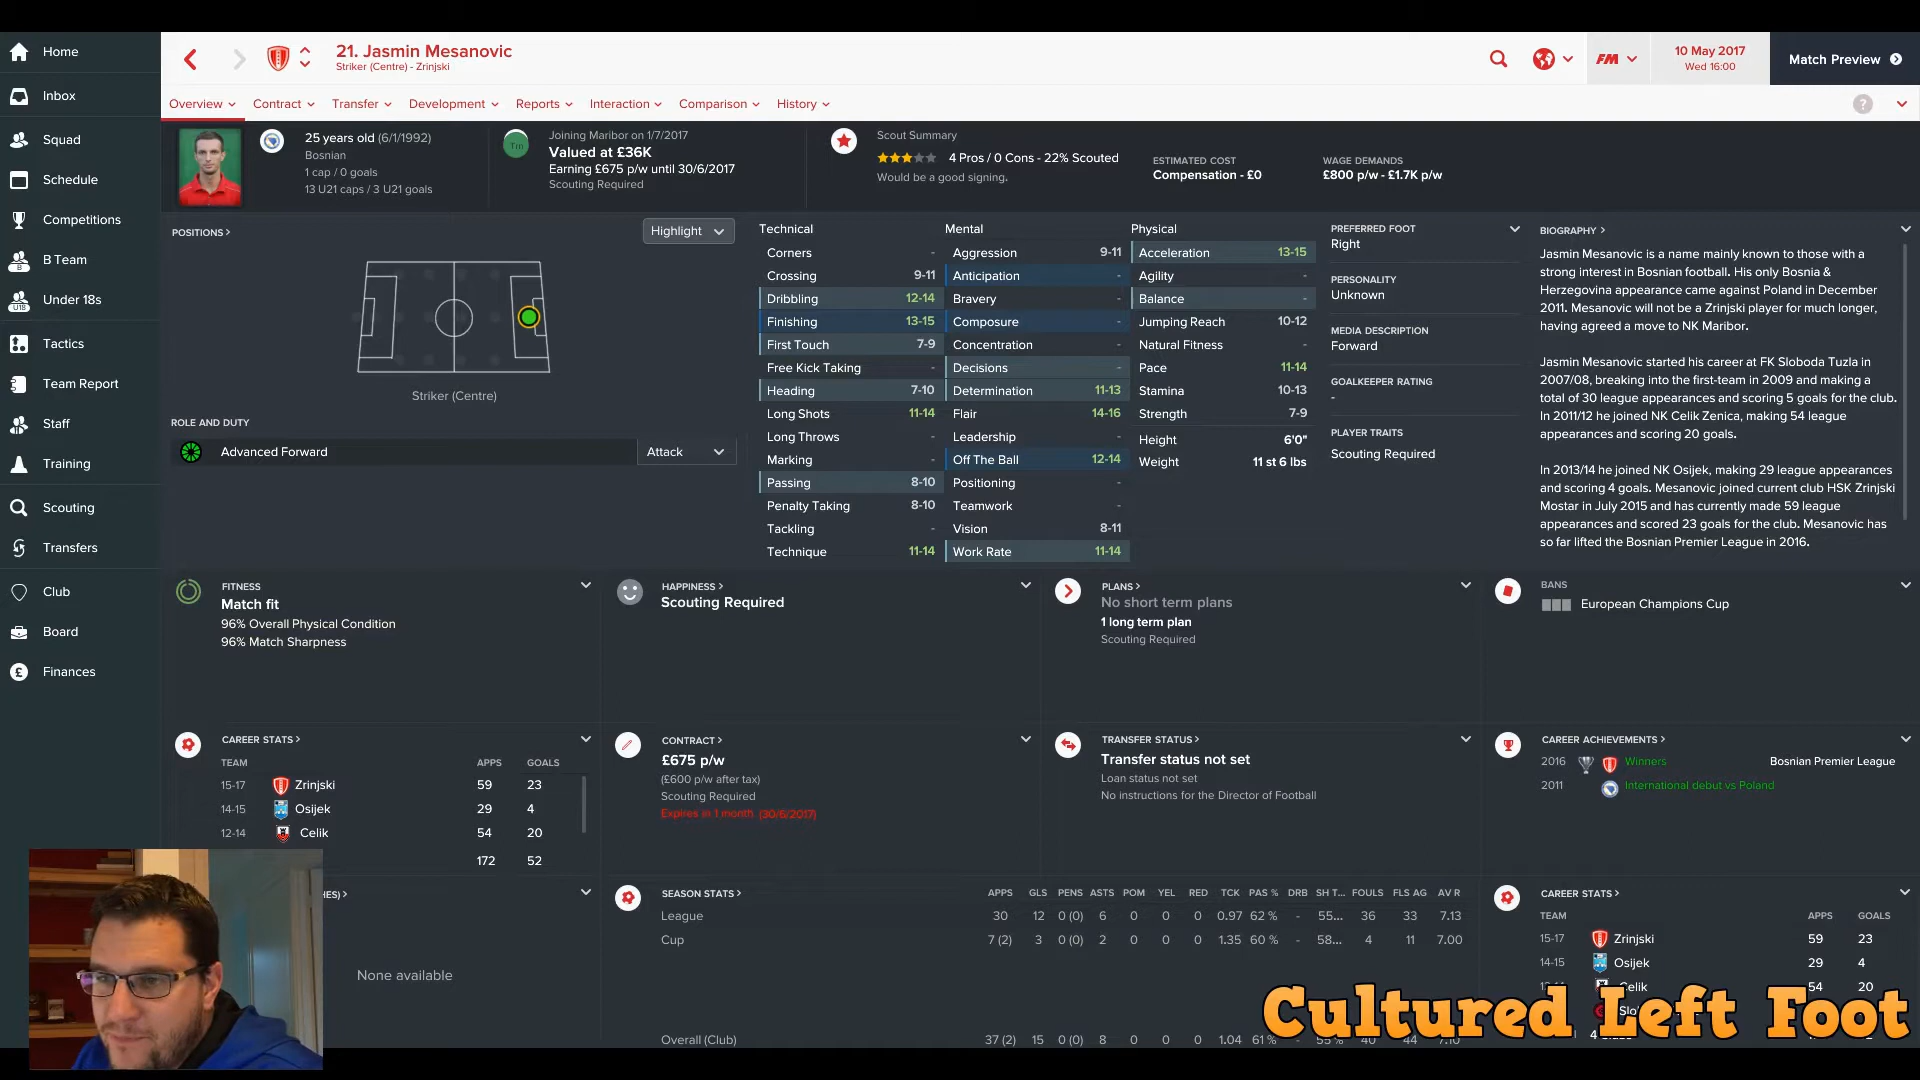 Home
Inbox
Squad
Schedule
Competitions
B Team
Under 18s
Tactics
Team Report
Staff
Training
Scouting
Transfers
Club
Board
Finances
21. Jasmin Mesanovic
Striker (Centre) - Zrinjski
FM
10 May 2017
Wed 16:00
Match Preview
Overview Contract Transfer Development Reports Interaction Comparison History
25 years old (6/1/1992)
Bosnian
1 cap / 0 goals
13 U21 caps / 3 U21 goals
Joining Maribor on 1/7/2017
Valued at £36K
Earning £675 p/w until 30/6/2017
Scouting Required
Scout Summary
4 Pros / 0 Cons - 22% Scouted
Would be a good signing.
ESTIMATED COST
Compensation - £0
WAGE DEMANDS
£800 p/w - £1.7K p/w
POSITIONS >
Highlight
Striker (Centre)
ROLE AND DUTY
Advanced Forward
Attack
Technical
Corners -
Crossing 9-11
Dribbling 12-14
Finishing 13-15
First Touch 7-9
Free Kick Taking -
Heading 7-10
Long Shots 11-14
Long Throws -
Marking -
Passing 8-10
Penalty Taking 8-10
Tackling -
Technique 11-14
Mental
Aggression 9-11
Anticipation -
Bravery -
Composure -
Concentration -
Decisions -
Determination 11-13
Flair 14-16
Leadership -
Off The Ball 12-14
Positioning -
Teamwork -
Vision 8-11
Work Rate 11-14
Physical
Acceleration 13-15
Agility -
Balance -
Jumping Reach 10-12
Natural Fitness -
Pace 11-14
Stamina 10-13
Strength 7-9
Height 6'0"
Weight 11 st 6 lbs
PREFERRED FOOT
Right
PERSONALITY
Unknown
MEDIA DESCRIPTION
Forward
GOALKEEPER RATING
-
PLAYER TRAITS
Scouting Required
BIOGRAPHY >
Jasmin Mesanovic is a name mainly known to those with a
strong interest in Bosnian football. His only Bosnia &
Herzegovina appearance came against Poland in December
2011. Mesanovic will not be a Zrinjski player for much longer,
having agreed a move to NK Maribor.
Jasmin Mesanovic started his career at FK Sloboda Tuzla in
2007/08, breaking into the first-team in 2009 and making a
total of 30 league appearances and scoring 5 goals for the club.
In 2011/12 he joined NK Celik Zenica, making 54 league
appearances and scoring 20 goals.
In 2013/14 he joined NK Osijek, making 29 league appearances
and scoring 4 goals. Mesanovic joined current club HSK Zrinjski
Mostar in July 2015 and has currently made 59 league
appearances and scored 23 goals for the club. Mesanovic has
so far lifted the Bosnian Premier League in 2016.
FITNESS
Match fit
96% Overall Physical Condition
96% Match Sharpness
HAPPINESS >
Scouting Required
PLANS >
No short term plans
1 long term plan
Scouting Required
BANS
European Champions Cup
CAREER STATS >
TEAM APPS GOALS
15-17 Zrinjski 59 23
14-15 Osijek 29 4
12-14 Celik 54 20
172 52
CONTRACT >
£675 p/w
(£600 p/w after tax)
Scouting Required
Expires in 1 month (30/6/2017)
TRANSFER STATUS >
Transfer status not set
Loan status not set
No instructions for the Director of Football
CAREER ACHIEVEMENTS >
2016 Winners Bosnian Premier League
2011 International debut vs Poland
HES) >
None available
SEASON STATS > APPS GLS PENS ASTS POM YEL RED TCK PAS % DRB SH T... FOULS FLS AG AV R
League 30 12 0 (0) 6 0 0 0 0.97 62 % - 55... 36 33 7.13
Cup 7 (2) 3 0 (0) 2 0 0 0 1.35 60 % - 58... 4 11 7.00
Overall (Club) 37 (2) 15 0 (0) 8 0 0 0 1.04 61 % - 55 % 40 44 7.10
CAREER STATS >
TEAM APPS GOALS
15-17 Zrinjski 59 23
14-15 Osijek 29 4
Celik 54 20
Cultured Left Foot